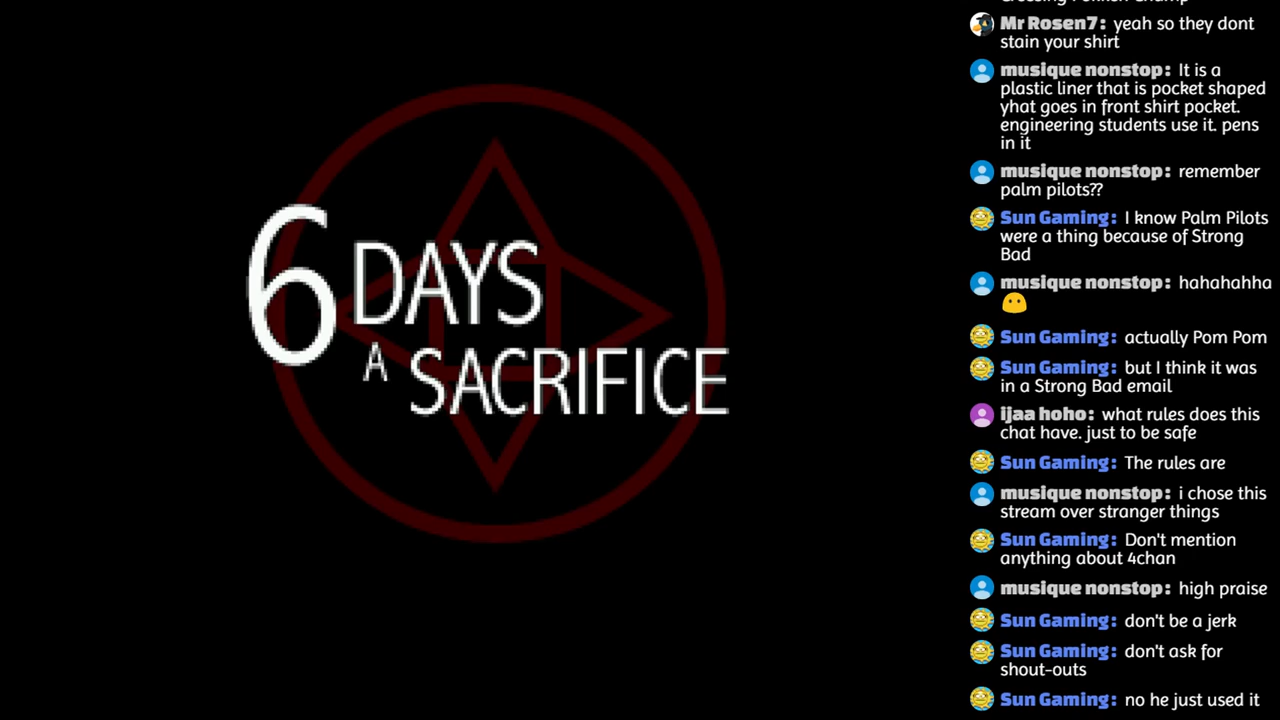 6 DAYS
A SACRIFICE
Mr Rosen7: yeah so they dont
stain your shirt
musique nonstop: It is a
plastic liner that is pocket shaped
yhat goes in front shirt pocket.
engineering students use it. pens
in it
musique nonstop: remember
palm pilots??
Sun Gaming: I know Palm Pilots
were a thing because of Strong
Bad
musique nonstop: hahahahha
Sun Gaming: actually Pom Pom
Sun Gaming: but I think it was
in a Strong Bad email
ijaa hoho: what rules does this
chat have. just to be safe
Sun Gaming: The rules are
musique nonstop: i chose this
stream over stranger things
Sun Gaming: Don't mention
anything about 4chan
musique nonstop: high praise
Sun Gaming: don't be a jerk
Sun Gaming: don't ask for
shout-outs
Sun Gaming: no he just used it